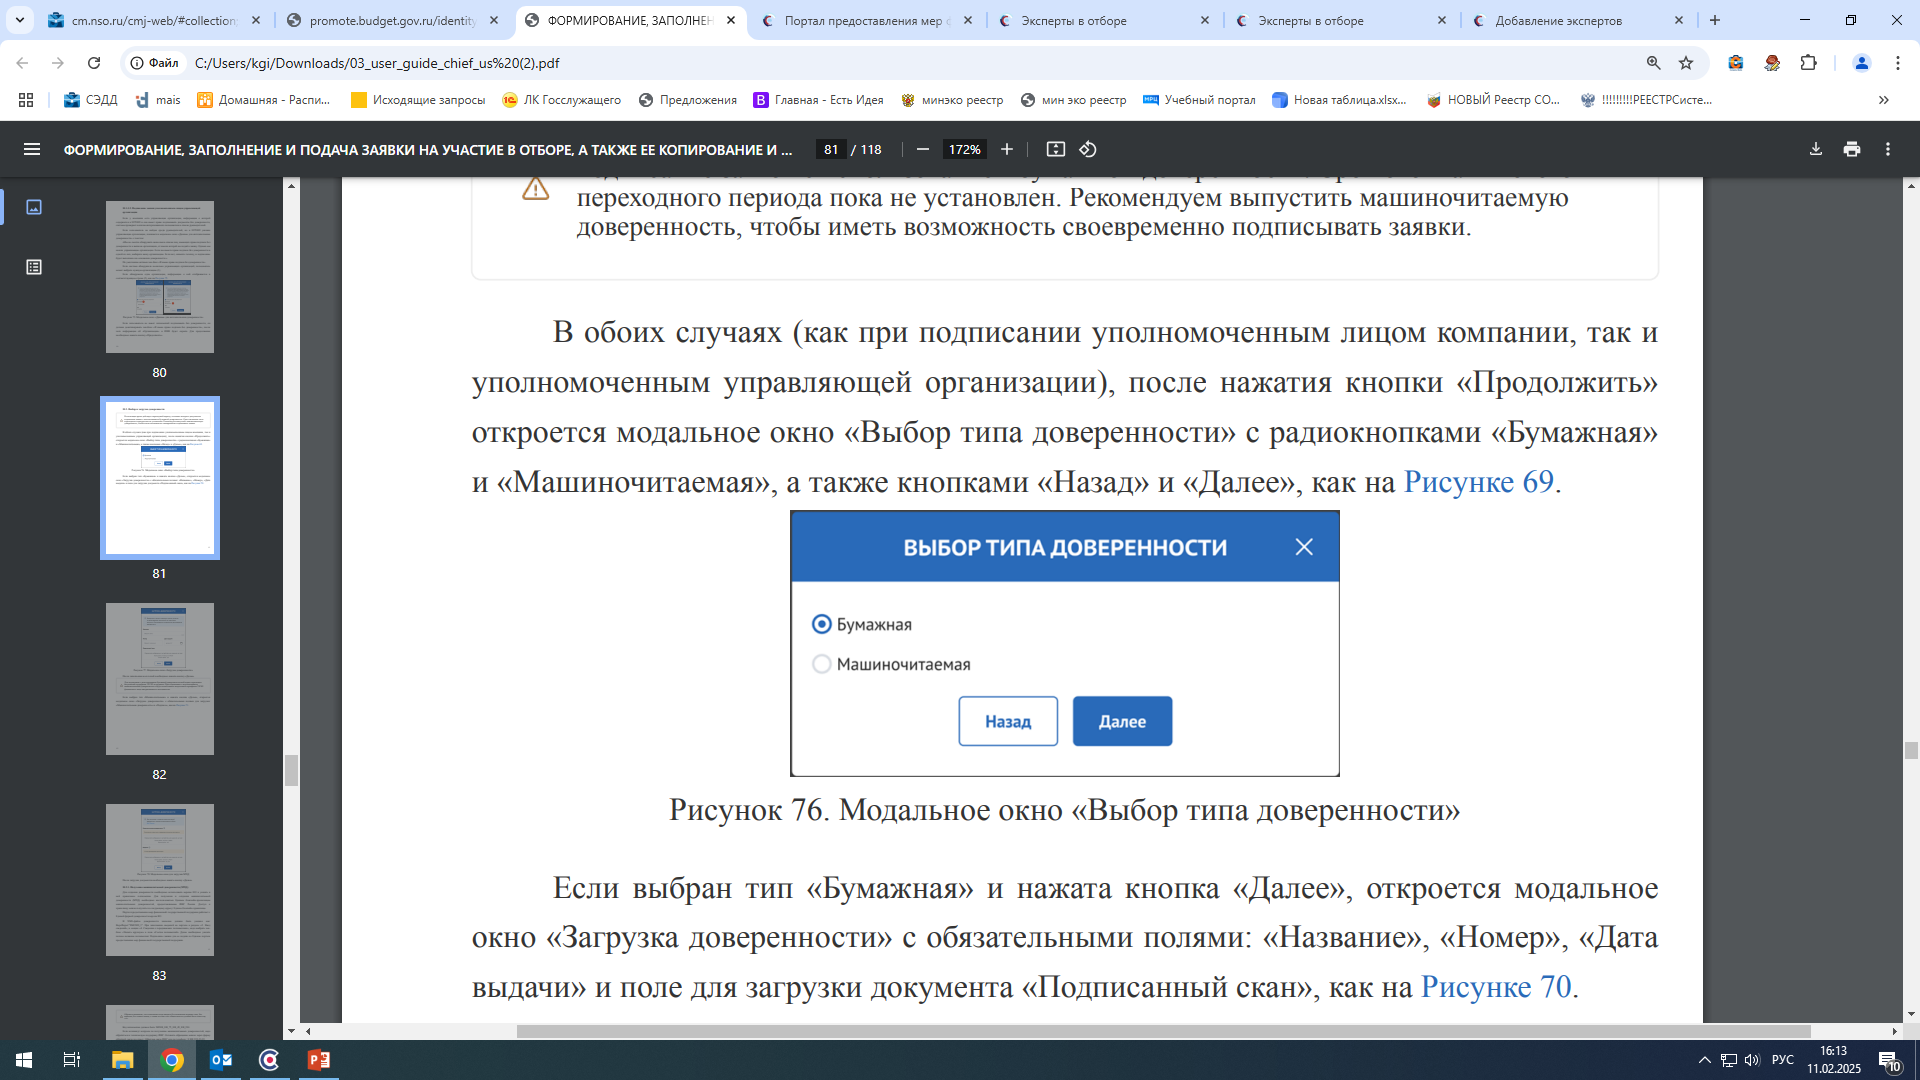 cm.nso.ru/cmj-web/#collection
promote.budget.gov.ru/identity
ФОРМИРОВАНИЕ, ЗАПОЛНЕН
Портал предоставления мер
Эксперты в отборе
Эксперты в отборе
Добавление экспертов
Файл
C:/Users/kgi/Downloads/03_user_guide_chief_us%20(2).pdf
СЭДД
mais
Домашняя - Распи...
Исходящие запросы
ЛК Госслужащего
Предложения
Главная - Есть Идея
минэко реестр
мин эко реестр
Учебный портал
Новая таблица.xlsx...
НОВЫЙ Реестр СО...
!!!!!!!!!РЕЕСТРСисте...
ФОРМИРОВАНИЕ, ЗАПОЛНЕНИЕ И ПОДАЧА ЗАЯВКИ НА УЧАСТИЕ В ОТБОРЕ, А ТАКЖЕ ЕЕ КОПИРОВАНИЕ И ...
81 / 118
172%
80
81
82
83
переходного периода пока не установлен. Рекомендуем выпустить машиночитаемую
доверенность, чтобы иметь возможность своевременно подписывать заявки.
В обоих случаях (как при подписании уполномоченным лицом компании, так и
уполномоченным управляющей организации), после нажатия кнопки «Продолжить»
откроется модальное окно «Выбор типа доверенности» с радиокнопками «Бумажная»
и «Машиночитаемая», а также кнопками «Назад» и «Далее», как на Рисунке 69.
ВЫБОР ТИПА ДОВЕРЕННОСТИ
Бумажная
Машиночитаемая
Назад
Далее
Рисунок 76. Модальное окно «Выбор типа доверенности»
Если выбран тип «Бумажная» и нажата кнопка «Далее», откроется модальное
окно «Загрузка доверенности» с обязательными полями: «Название», «Номер», «Дата
выдачи» и поле для загрузки документа «Подписанный скан», как на Рисунке 70.
РУС
16:13
11.02.2025
10